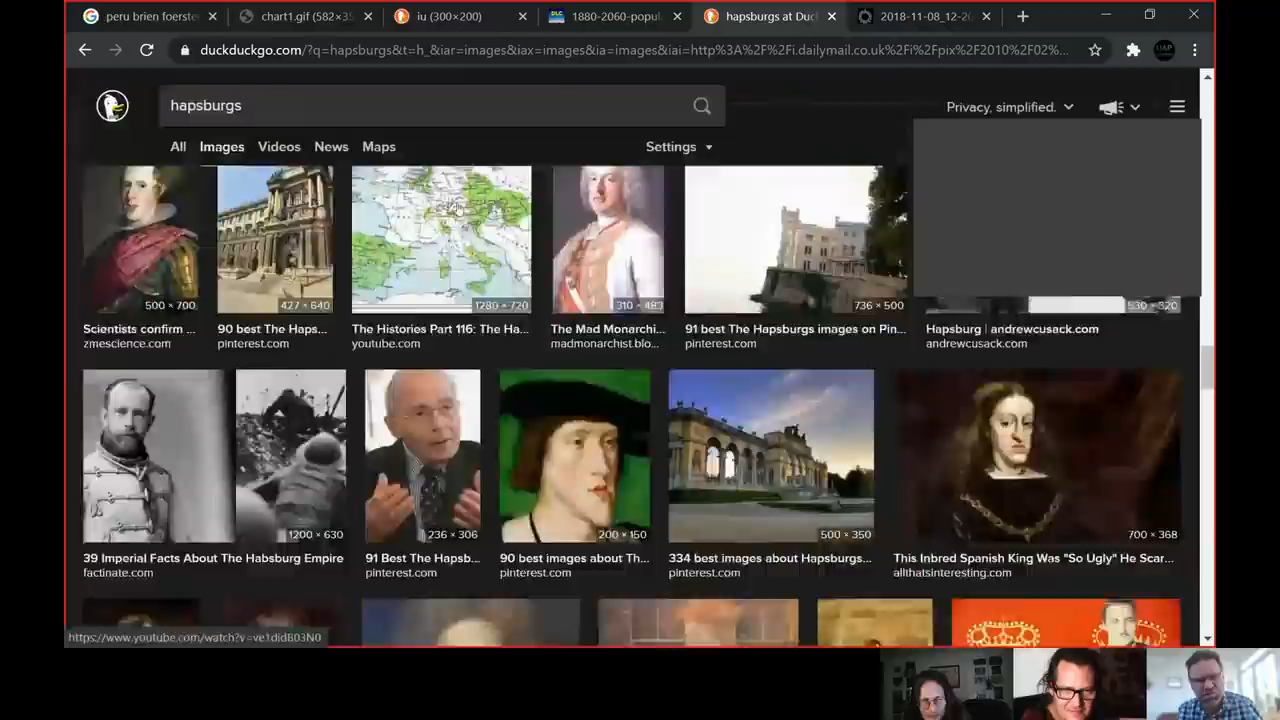 peru brien foerste
chart1.gif (582×35
iu (300×200)
DLC
1880-2060-popul
hapsburgs at Duc
2018-11-08_12-20
duckduckgo.com/?q=hapsburgs&t=h_&iar=images&iax=images&ia=images&iai=http%3A%2F%2Fi.dailymail.co.uk%2Fi%2Fpix%2F2010%2F02%...
UAP
hapsburgs
Privacy, simplified.
All Images Videos News Maps
Settings
500 × 700
427 × 640
1280 × 720
310 × 483
736 × 500
530 × 820
Scientists confirm ...
zmescience.com
90 best The Haps...
pinterest.com
The Histories Part 116: The Ha...
youtube.com
The Mad Monarchi...
madmonarchist.blo...
91 best The Hapsburgs images on Pin...
pinterest.com
Hapsburg | andrewcusack.com
andrewcusack.com
1200 × 630
236 × 306
200 × 150
500 × 350
700 × 368
39 Imperial Facts About The Habsburg Empire
factinate.com
91 Best The Hapsb...
pinterest.com
90 best images about Th...
pinterest.com
334 best images about Hapsburgs...
pinterest.com
This Inbred Spanish King Was "So Ugly" He Scar...
allthatsinteresting.com
https://www.youtube.com/watch?v=ve1did803N0